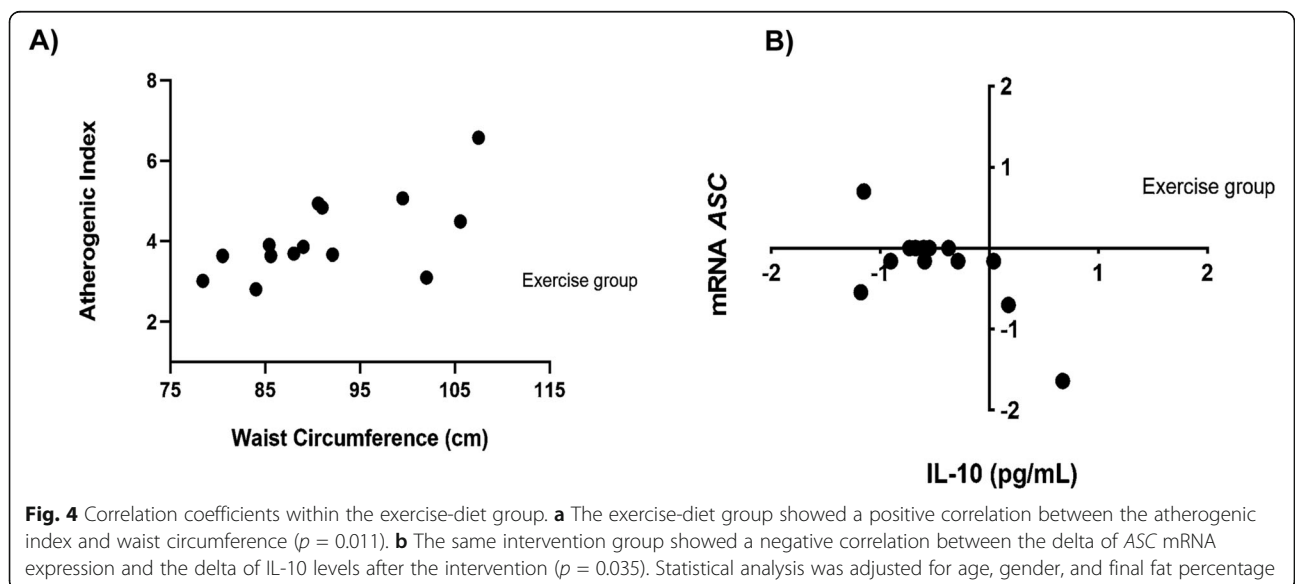 A)
8
6
4
2
Atherogenic Index
Exercise group
75 85 95 105 115
Waist Circumference (cm)
B)
2
1
Exercise group
mRNA ASC
-2 -1 1 2
-1
-2
IL-10 (pg/mL)
Fig. 4 Correlation coefficients within the exercise-diet group. a The exercise-diet group showed a positive correlation between the atherogenic
index and waist circumference (p = 0.011). b The same intervention group showed a negative correlation between the delta of ASC mRNA
expression and the delta of IL-10 levels after the intervention (p = 0.035). Statistical analysis was adjusted for age, gender, and final fat percentage